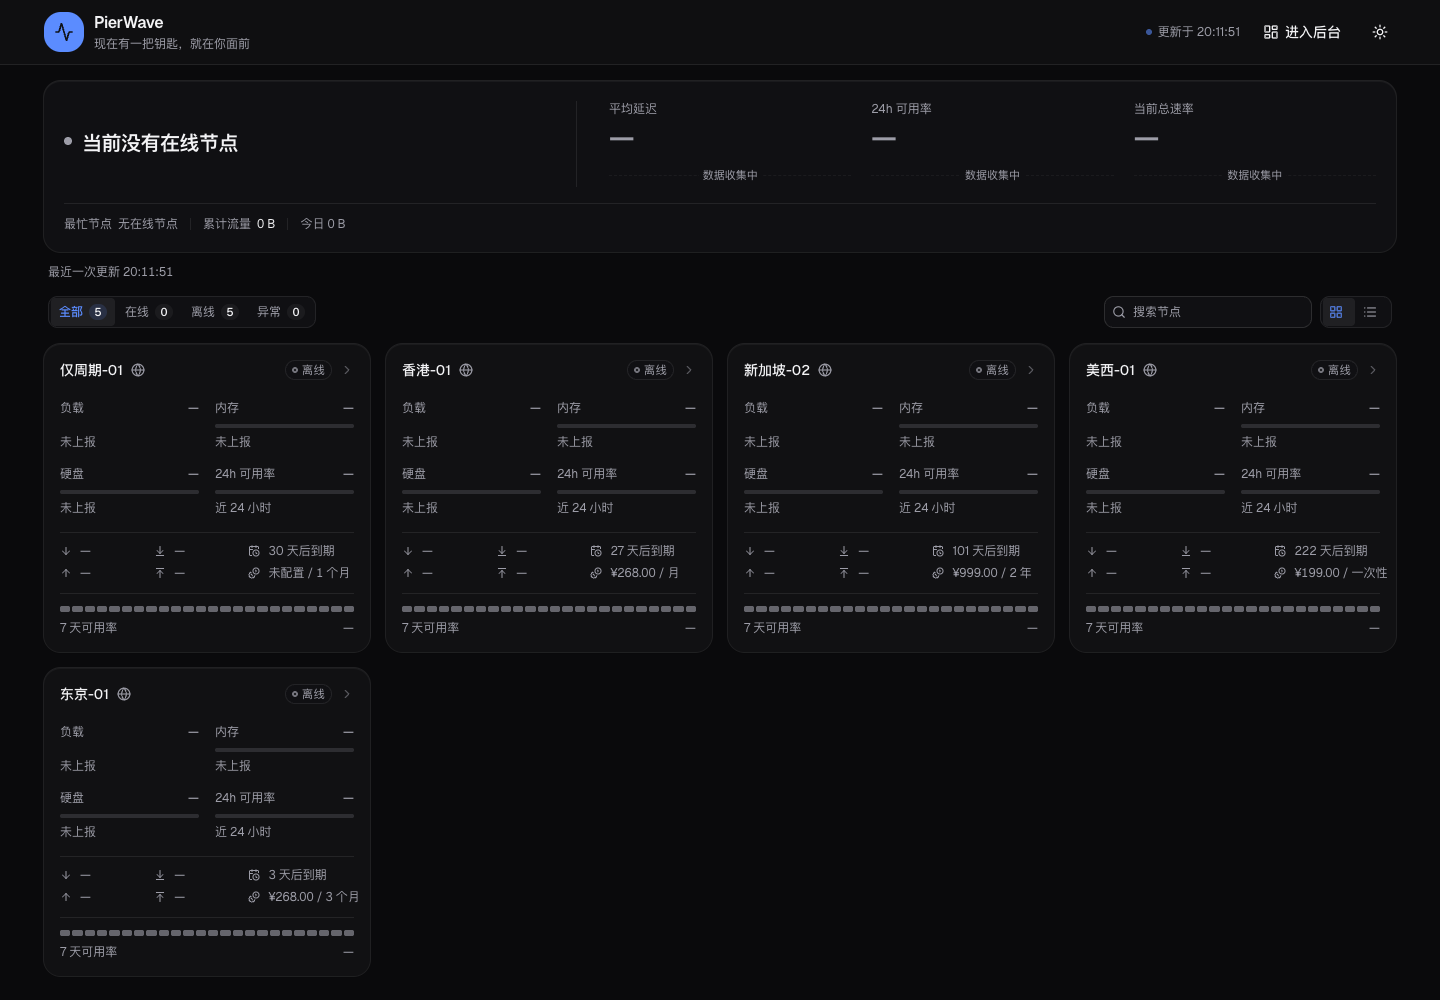 PierWave
现在有一把钥匙，就在你面前
更新于 20:11:51
进入后台
当前没有在线节点
平均延迟
—
数据收集中
24h 可用率
—
数据收集中
当前总速率
—
数据收集中
最忙节点 无在线节点
累计流量 0 B
今日 0 B
最近一次更新 20:11:51
全部 5
在线 0
离线 5
异常 0
搜索节点
仅周期-01
离线
负载 —
内存 —
未上报
未上报
硬盘 —
24h 可用率 —
未上报
近 24 小时
— — 30 天后到期
— — 未配置 / 1 个月
7 天可用率 —
香港-01
离线
负载 —
内存 —
未上报
未上报
硬盘 —
24h 可用率 —
未上报
近 24 小时
— — 27 天后到期
— — ¥268.00 / 月
7 天可用率 —
新加坡-02
离线
负载 —
内存 —
未上报
未上报
硬盘 —
24h 可用率 —
未上报
近 24 小时
— — 101 天后到期
— — ¥999.00 / 2 年
7 天可用率 —
美西-01
离线
负载 —
内存 —
未上报
未上报
硬盘 —
24h 可用率 —
未上报
近 24 小时
— — 222 天后到期
— — ¥199.00 / 一次性
7 天可用率 —
东京-01
离线
负载 —
内存 —
未上报
未上报
硬盘 —
24h 可用率 —
未上报
近 24 小时
— — 3 天后到期
— — ¥268.00 / 3 个月
7 天可用率 —